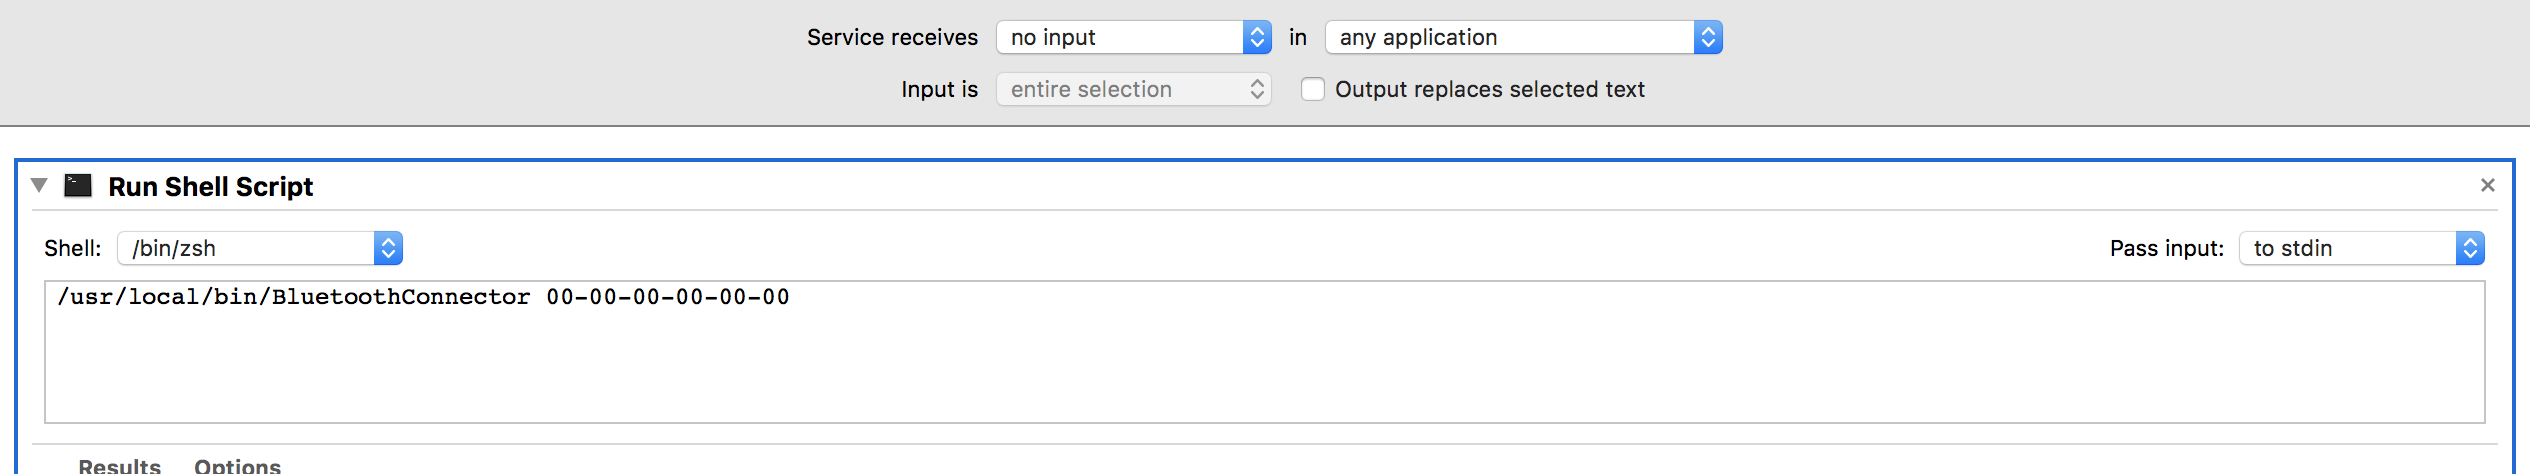 Service receives no input in any application
Input is entire selection Output replaces selected text
Run Shell Script
Shell: /bin/zsh Pass input: to stdin
/usr/local/bin/BluetoothConnector 00-00-00-00-00-00
Results Options